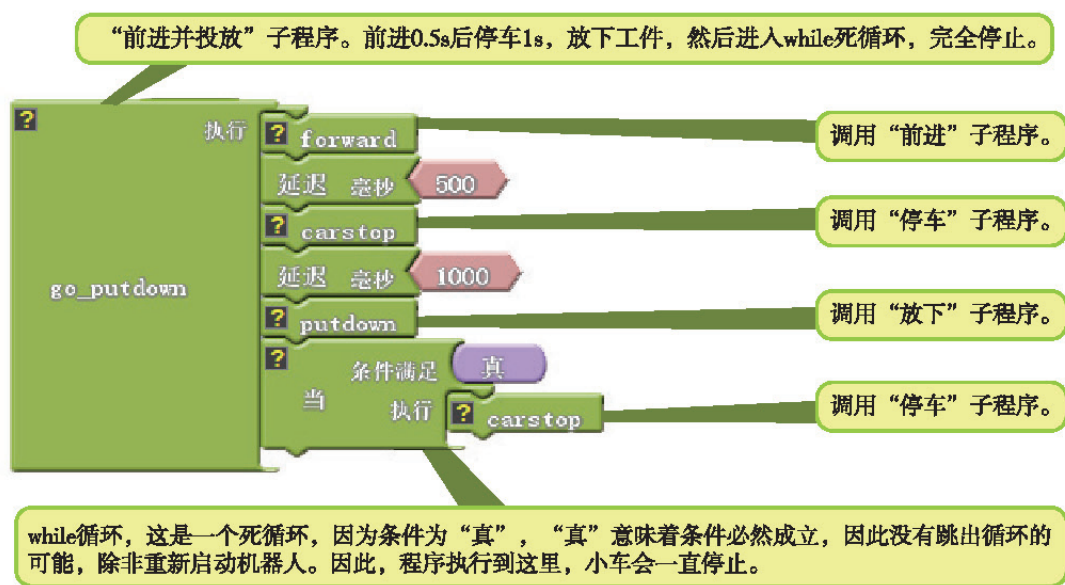 “前进并投放”子程序。前进0.5s后停车1s，放下工件，然后进入while死循环，完全停止。
执行
? forward
调用“前进”子程序。
延迟 毫秒 500
? carstop
调用“停车”子程序。
延迟 毫秒 1000
go_putdown
? putdown
调用“放下”子程序。
?
条件满足 真
当
执行
? carstop
调用“停车”子程序。
?
while循环，这是一个死循环，因为条件为“真”，“真”意味着条件必然成立，因此没有跳出循环的
可能，除非重新启动机器人。因此，程序执行到这里，小车会一直停止。